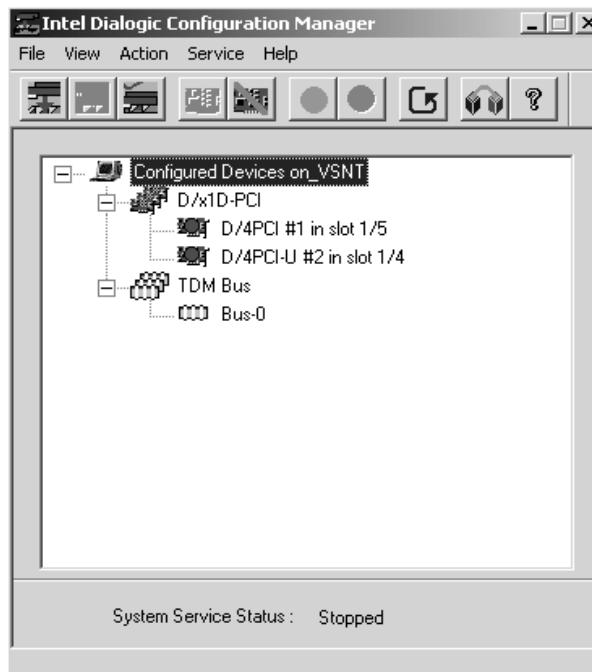 Intel Dialogic Configuration Manager
File View Action Service Help
Configured Devices on_VSNT
D/x1D-PCI
D/4PCI #1 in slot 1/5
D/4PCI-U #2 in slot 1/4
TDM Bus
Bus-0
System Service Status : Stopped